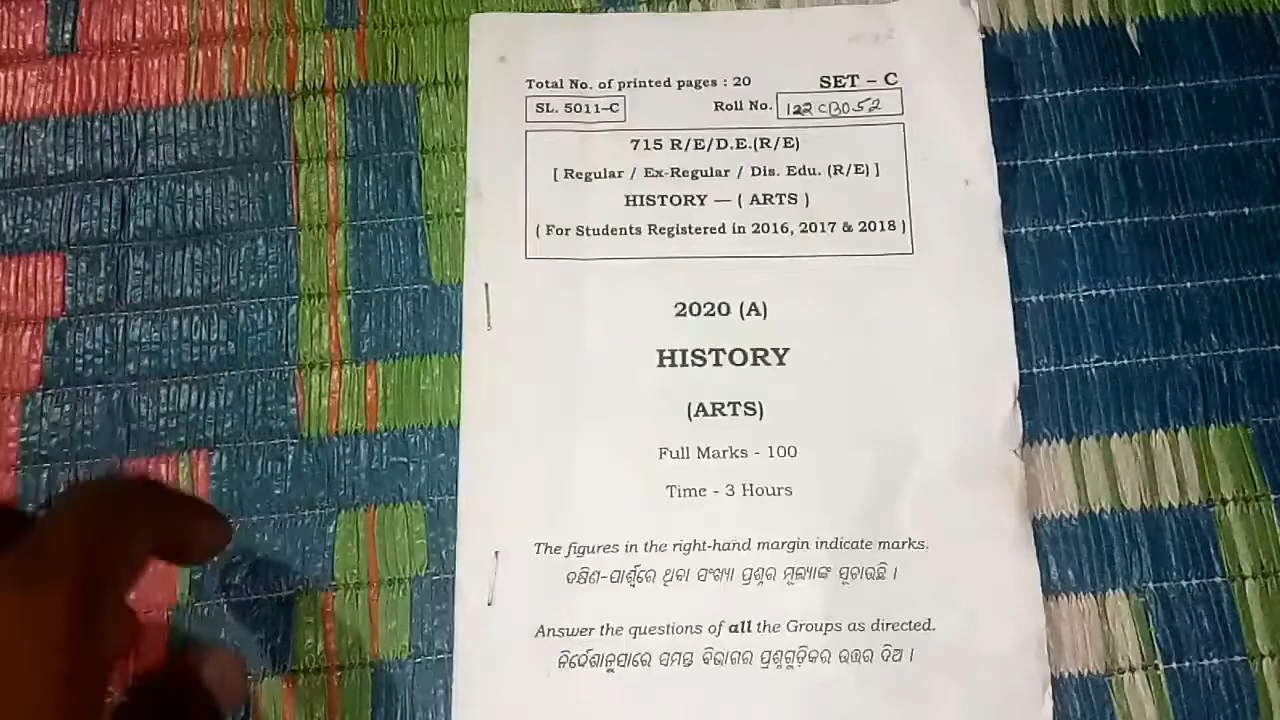 Total No. of printed pages : 20
SET – C
SL. 5011–C
Roll No. 122CB052
715 R/E/D.E.(R/E)
[ Regular / Ex-Regular / Dis. Edu. (R/E) ]
HISTORY — ( ARTS )
( For Students Registered in 2016, 2017 & 2018 )
2020 (A)
HISTORY
(ARTS)
Full Marks - 100
Time - 3 Hours
The figures in the right-hand margin indicate marks.
ଦକ୍ଷିଣ-ପାର୍ଶ୍ୱରେ ଥିବା ସଂଖ୍ୟା ପ୍ରଶ୍ନର ମୂଲ୍ୟାଙ୍କ ସୂଚାଉଛି ।
Answer the questions of all the Groups as directed.
ନିର୍ଦ୍ଦେଶାନୁସାରେ ସମସ୍ତ ବିଭାଗର ପ୍ରଶ୍ନଗୁଡ଼ିକର ଉତ୍ତର ଦିଅ ।